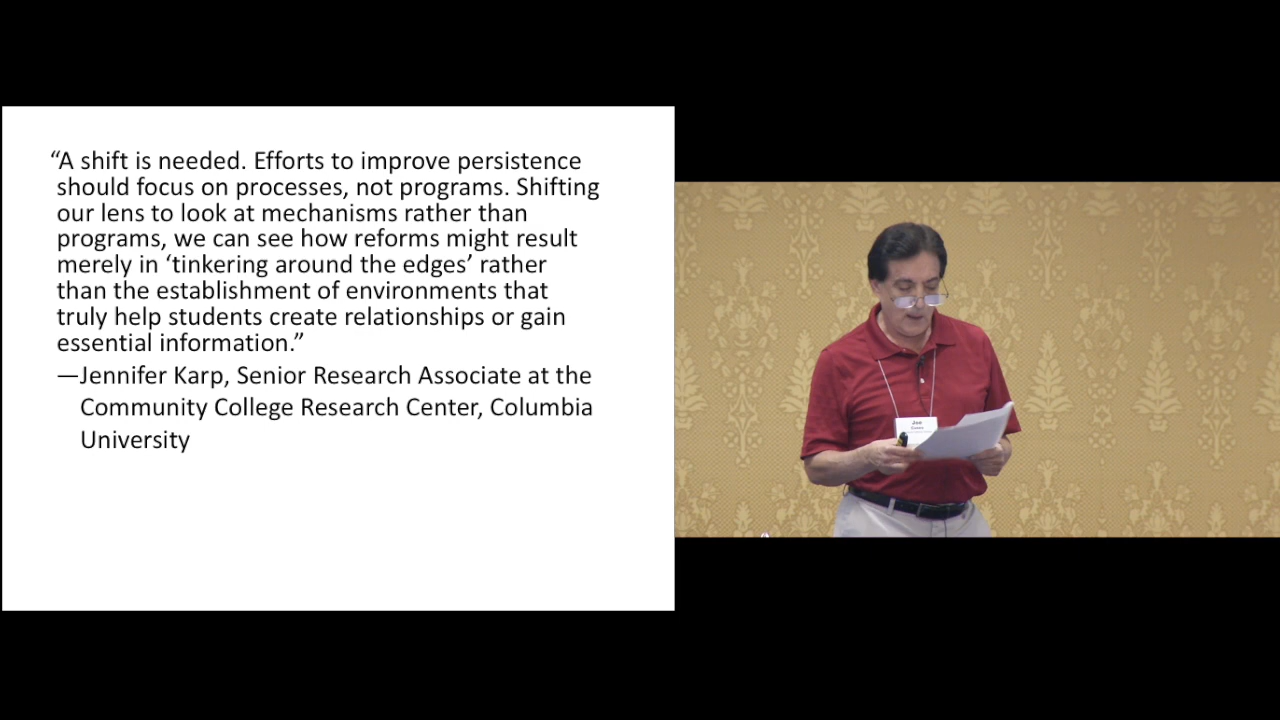 “A shift is needed. Efforts to improve persistence
should focus on processes, not programs. Shifting
our lens to look at mechanisms rather than
programs, we can see how reforms might result
merely in ‘tinkering around the edges’ rather
than the establishment of environments that
truly help students create relationships or gain
essential information.”
—Jennifer Karp, Senior Research Associate at the
Community College Research Center, Columbia
University
Joe